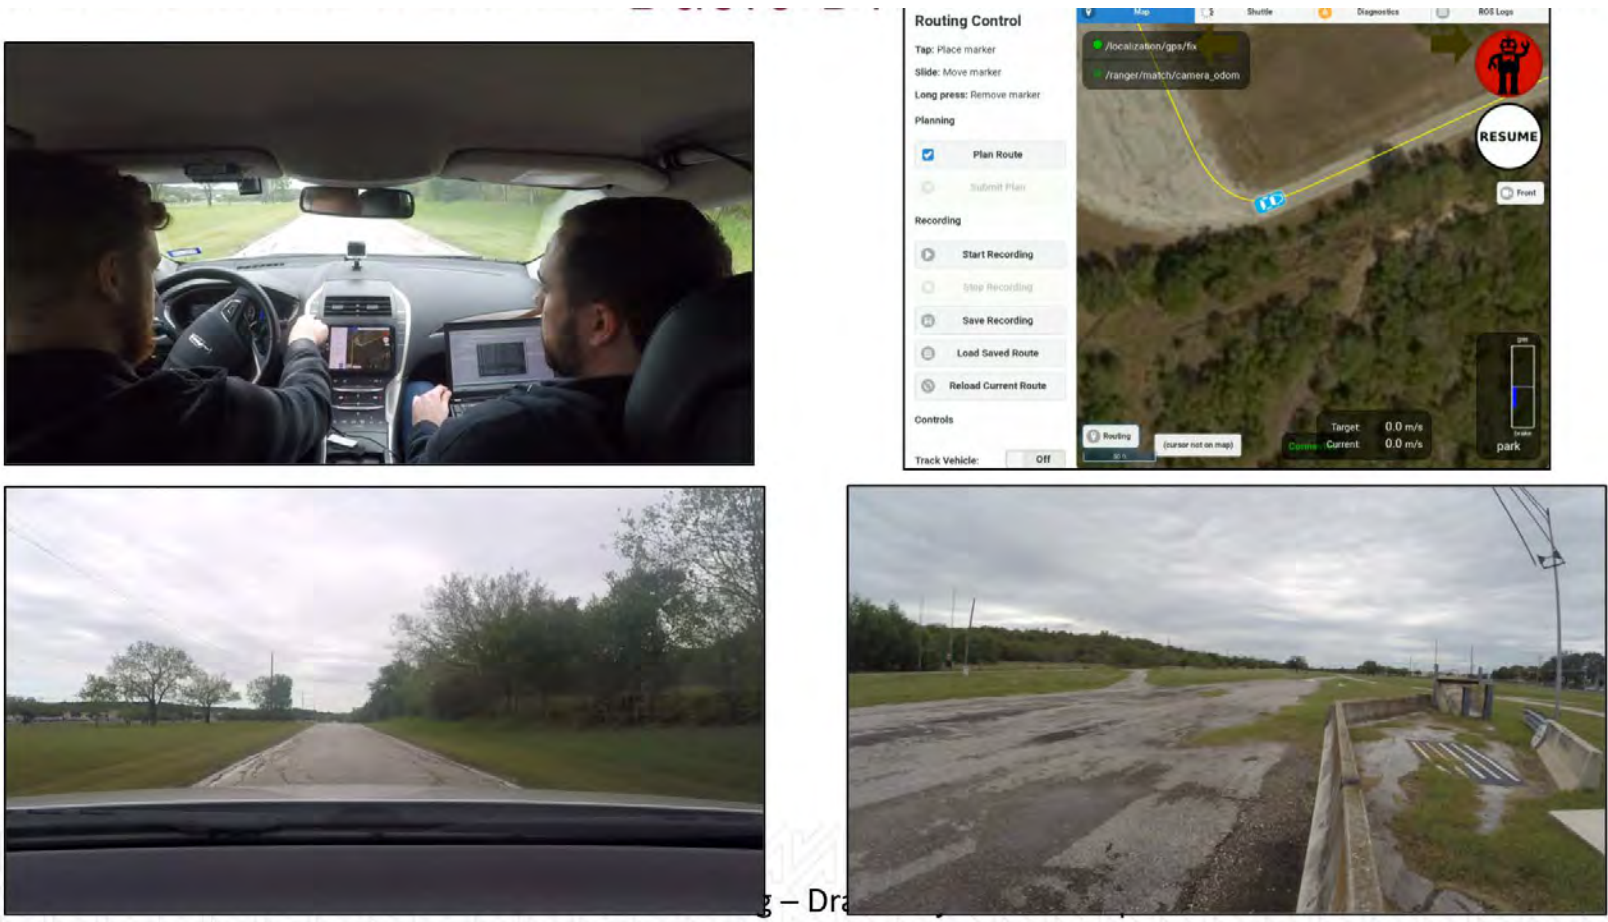 Routing Control
Tap: Place marker
Slide: Move marker
Long press: Remove marker
Planning
Plan Route
Submit Plan
Recording
Start Recording
Stop Recording
Save Recording
Load Saved Route
Reload Current Route
Controls
Track Vehicle: Off
Map Shuttle Diagnostics ROS Logs
/localization/gps/fix
/ranger/match/camera_odom
RESUME
Front
Routing
(cursor not on map)
Target 0.0 m/s
Current 0.0 m/s
brake
park